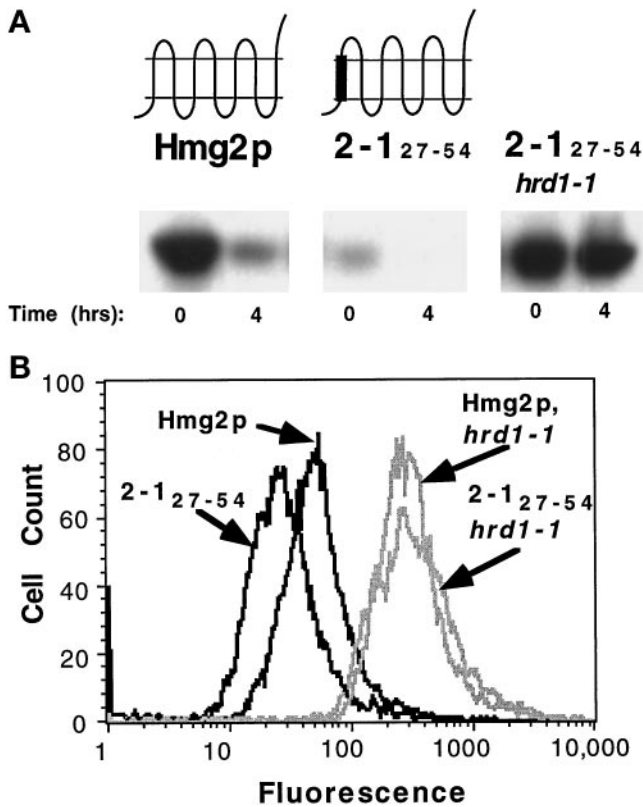 A
Hmg2p
2-1 27-54
2-1 27-54
hrd1-1
Time (hrs): 0 4 0 4 0 4
B
100
80
60
40
20
0
Cell Count
Hmg2p
2-1 27-54
Hmg2p,
hrd1-1
2-1 27-54
hrd1-1
1 10 100 1000 10,000
Fluorescence